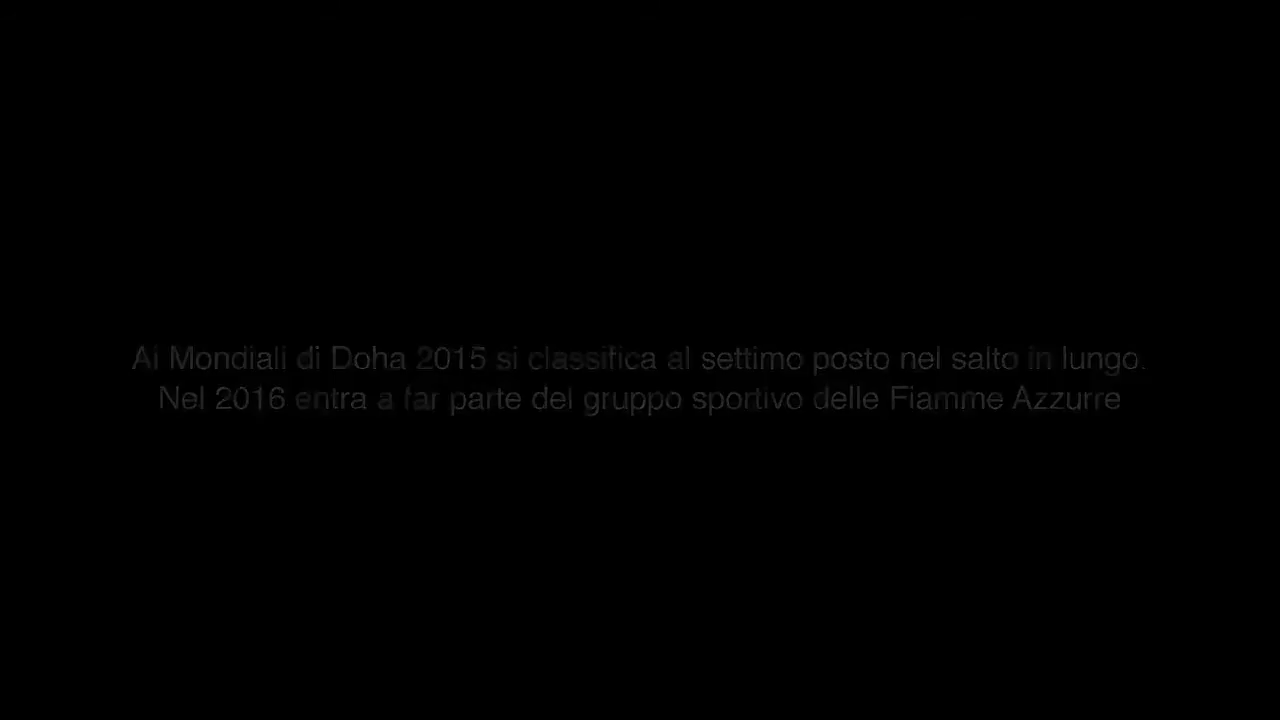 Ai Mondiali di Doha 2015 si classifica al settimo posto nel salto in lungo.
Nel 2016 entra a far parte del gruppo sportivo delle Fiamme Azzurre